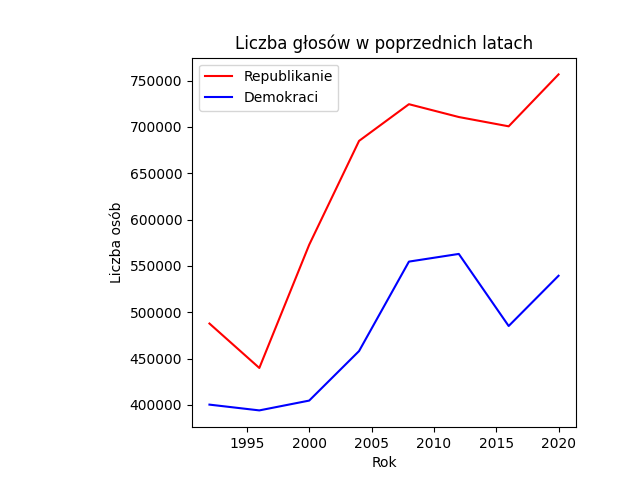 Liczba głosów w poprzednich latach
Republikanie
Demokraci
750000
700000
650000
600000
550000
500000
450000
400000
Liczba osób
1995 2000 2005 2010 2015 2020
Rok